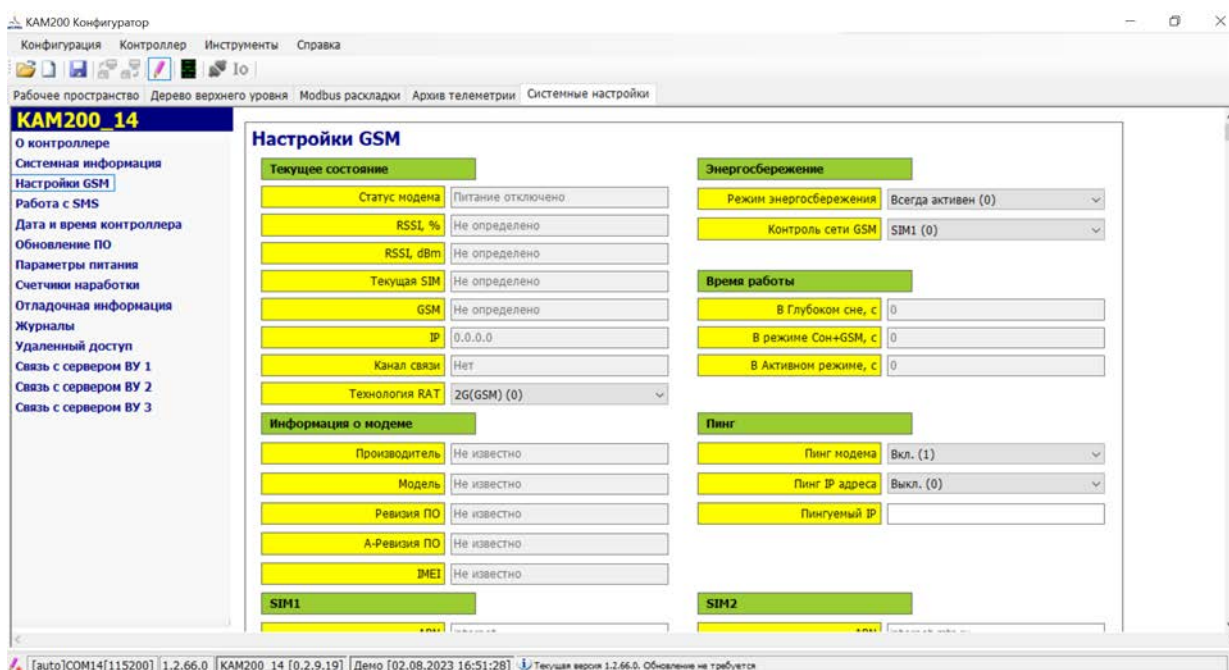 КАМ200 Конфигуратор
Конфигурация Контроллер Инструменты Справка
Io
Рабочее пространство Дерево верхнего уровня Modbus раскладки Архив телеметрии Системные настройки
КАМ200_14
О контроллере
Системная информация
Настройки GSM
Работа с SMS
Дата и время контроллера
Обновление ПО
Параметры питания
Счетчики наработки
Отладочная информация
Журналы
Удаленный доступ
Связь с сервером ВУ 1
Связь с сервером ВУ 2
Связь с сервером ВУ 3
Настройки GSM
Текущее состояние
Статус модема Питание отключено
RSSI, % Не определено
RSSI, dBm Не определено
Текущая SIM Не определено
GSM Не определено
IP 0.0.0.0
Канал связи Нет
Технология RAT 2G(GSM) (0)
Информация о модеме
Производитель Не известно
Модель Не известно
Ревизия ПО Не известно
А-Ревизия ПО Не известно
IMEI Не известно
SIM1
Энергосбережение
Режим энергосбережения Всегда активен (0)
Контроль сети GSM SIM1 (0)
Время работы
В Глубоком сне, с 0
В режиме Сон+GSM, с 0
В Активном режиме, с 0
Пинг
Пинг модема Вкл. (1)
Пинг IP адреса Выкл. (0)
Пингуемый IP
SIM2
[auto]COM14[115200] 1.2.66.0 КАМ200_14 [0.2.9.19] Демо [02.08.2023 16:51:28] Текущая версия 1.2.66.0. Обновление не требуется